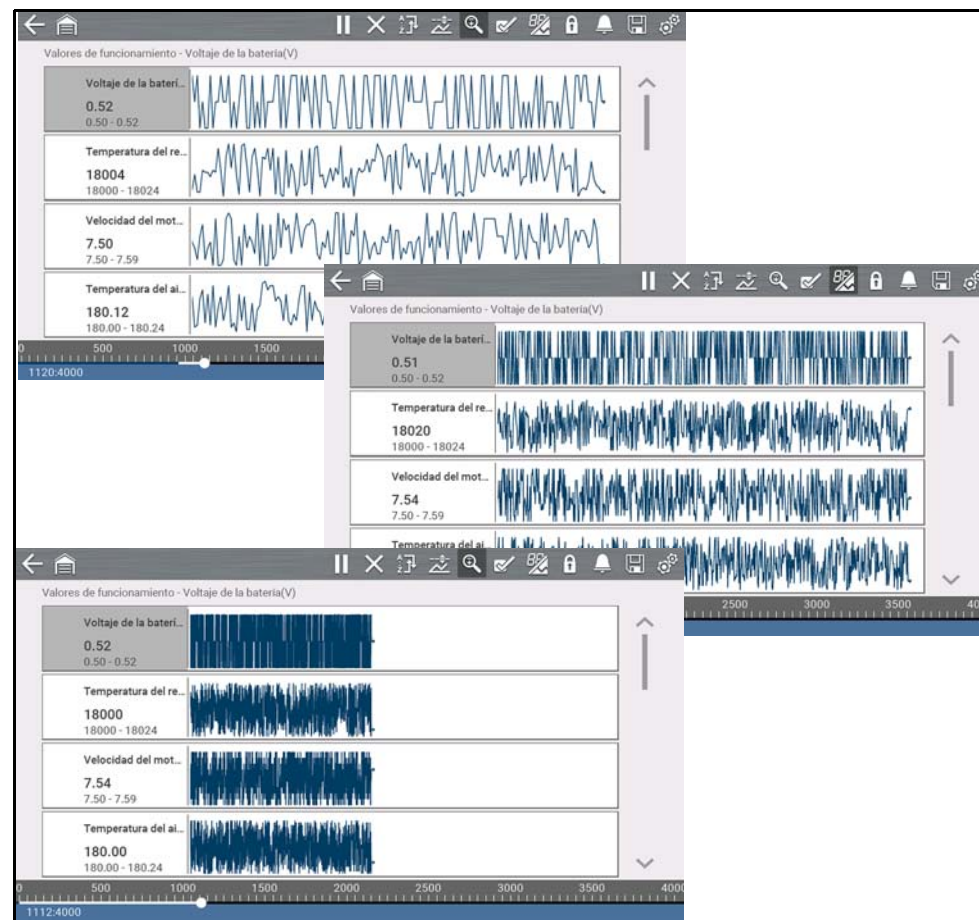 Valores de funcionamiento - Voltaje de la batería(V)
Voltaje de la baterí...
0.52
0.50 - 0.52
Temperatura del re...
18004
18000 - 18024
Velocidad del mot...
7.50
7.50 - 7.59
Temperatura del ai...
180.12
180.00 - 180.24
0 500 1000 1500
1120:4000
Valores de funcionamiento - Voltaje de la batería(V)
Voltaje de la baterí...
0.51
0.50 - 0.52
Temperatura del re...
18020
18000 - 18024
Velocidad del mot...
7.54
7.50 - 7.59
Temperatura del ai
2500 3000 3500 40
Valores de funcionamiento - Voltaje de la batería(V)
Voltaje de la baterí...
0.52
0.50 - 0.52
Temperatura del re...
18000
18000 - 18024
Velocidad del mot...
7.54
7.50 - 7.59
Temperatura del ai...
180.00
180.00 - 180.24
0 500 1000 1500 2000 2500 3000 3500 4000
1112:4000